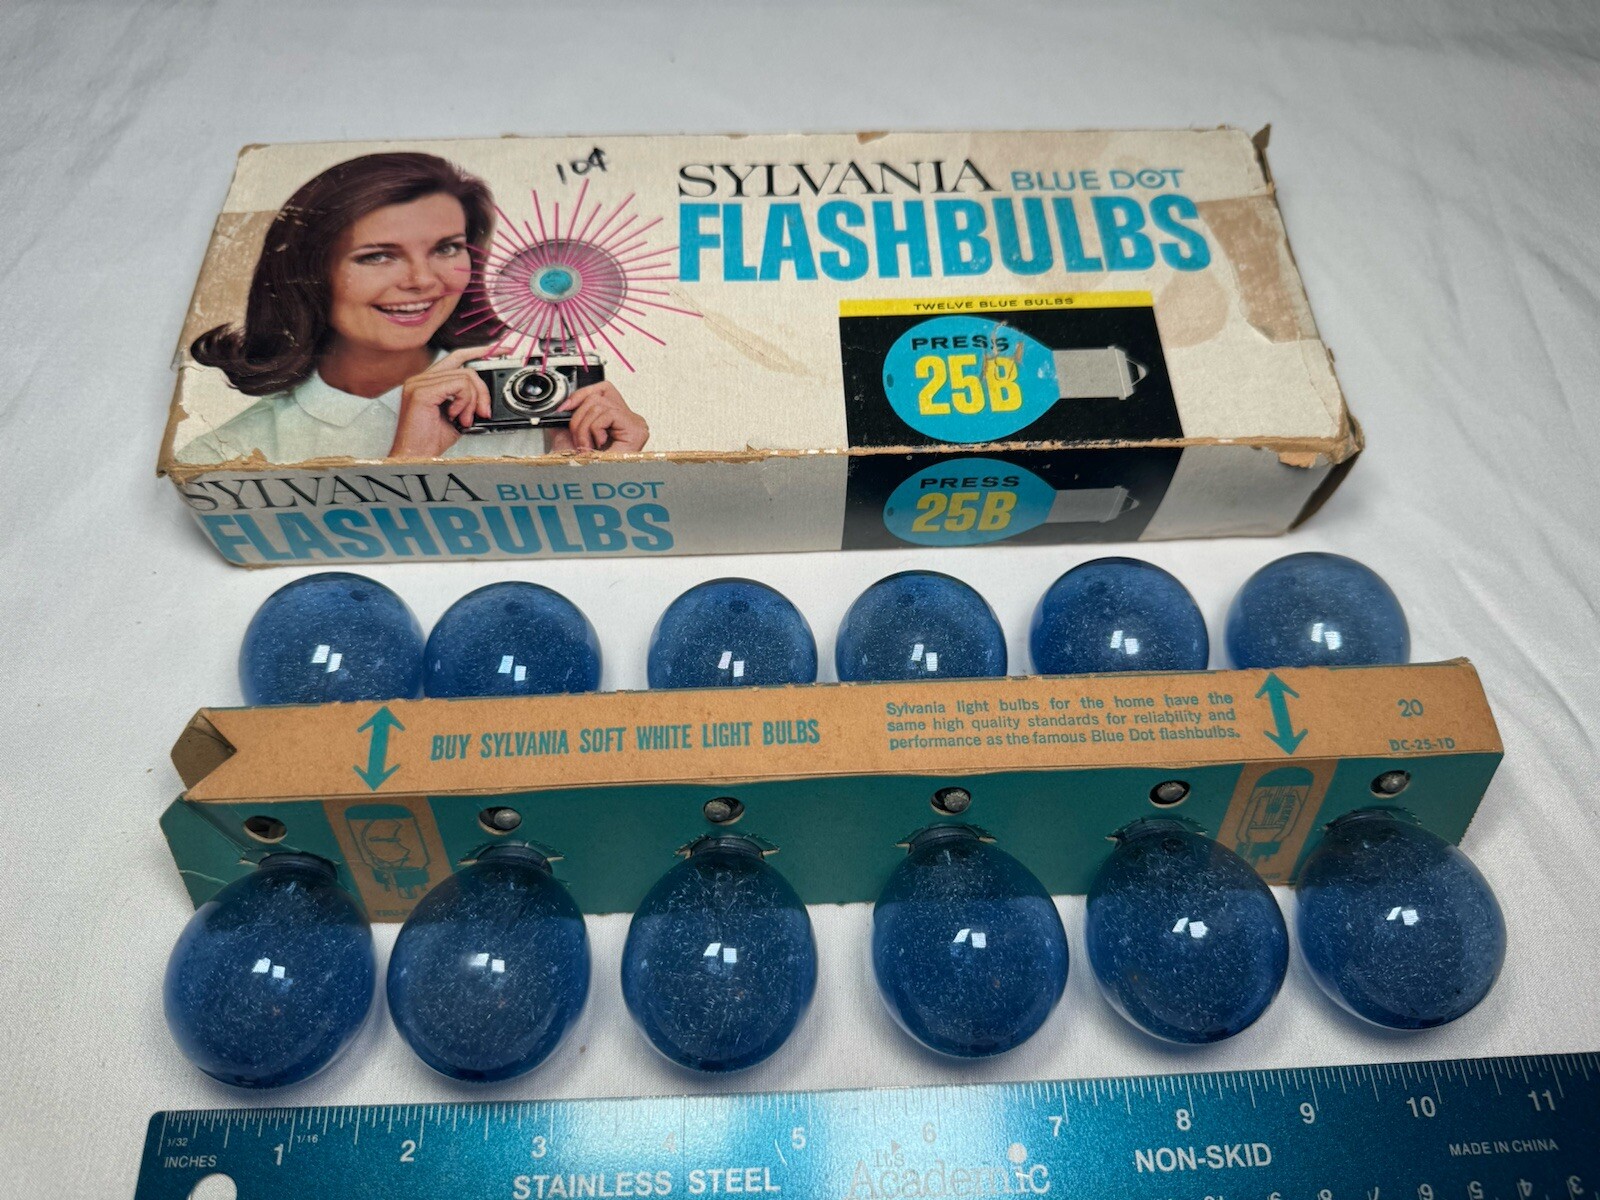 10¢
SYLVANIA BLUE DOT
FLASHBULBS
TWELVE BLUE BULBS
PRESS
25B
SYLVANIA BLUE DOT
FLASHBULBS
PRESS
25B
BUY SYLVANIA SOFT WHITE LIGHT BULBS
Sylvania light bulbs for the home have the
same high quality standards for reliability and
performance as the famous Blue Dot flashbulbs.
20
DC-25-1D
1/32
1/16
INCHES
1 2 3 4 5 6 7 8 9 10 11
STAINLESS STEEL
Academic
NON-SKID
MADE IN CHINA